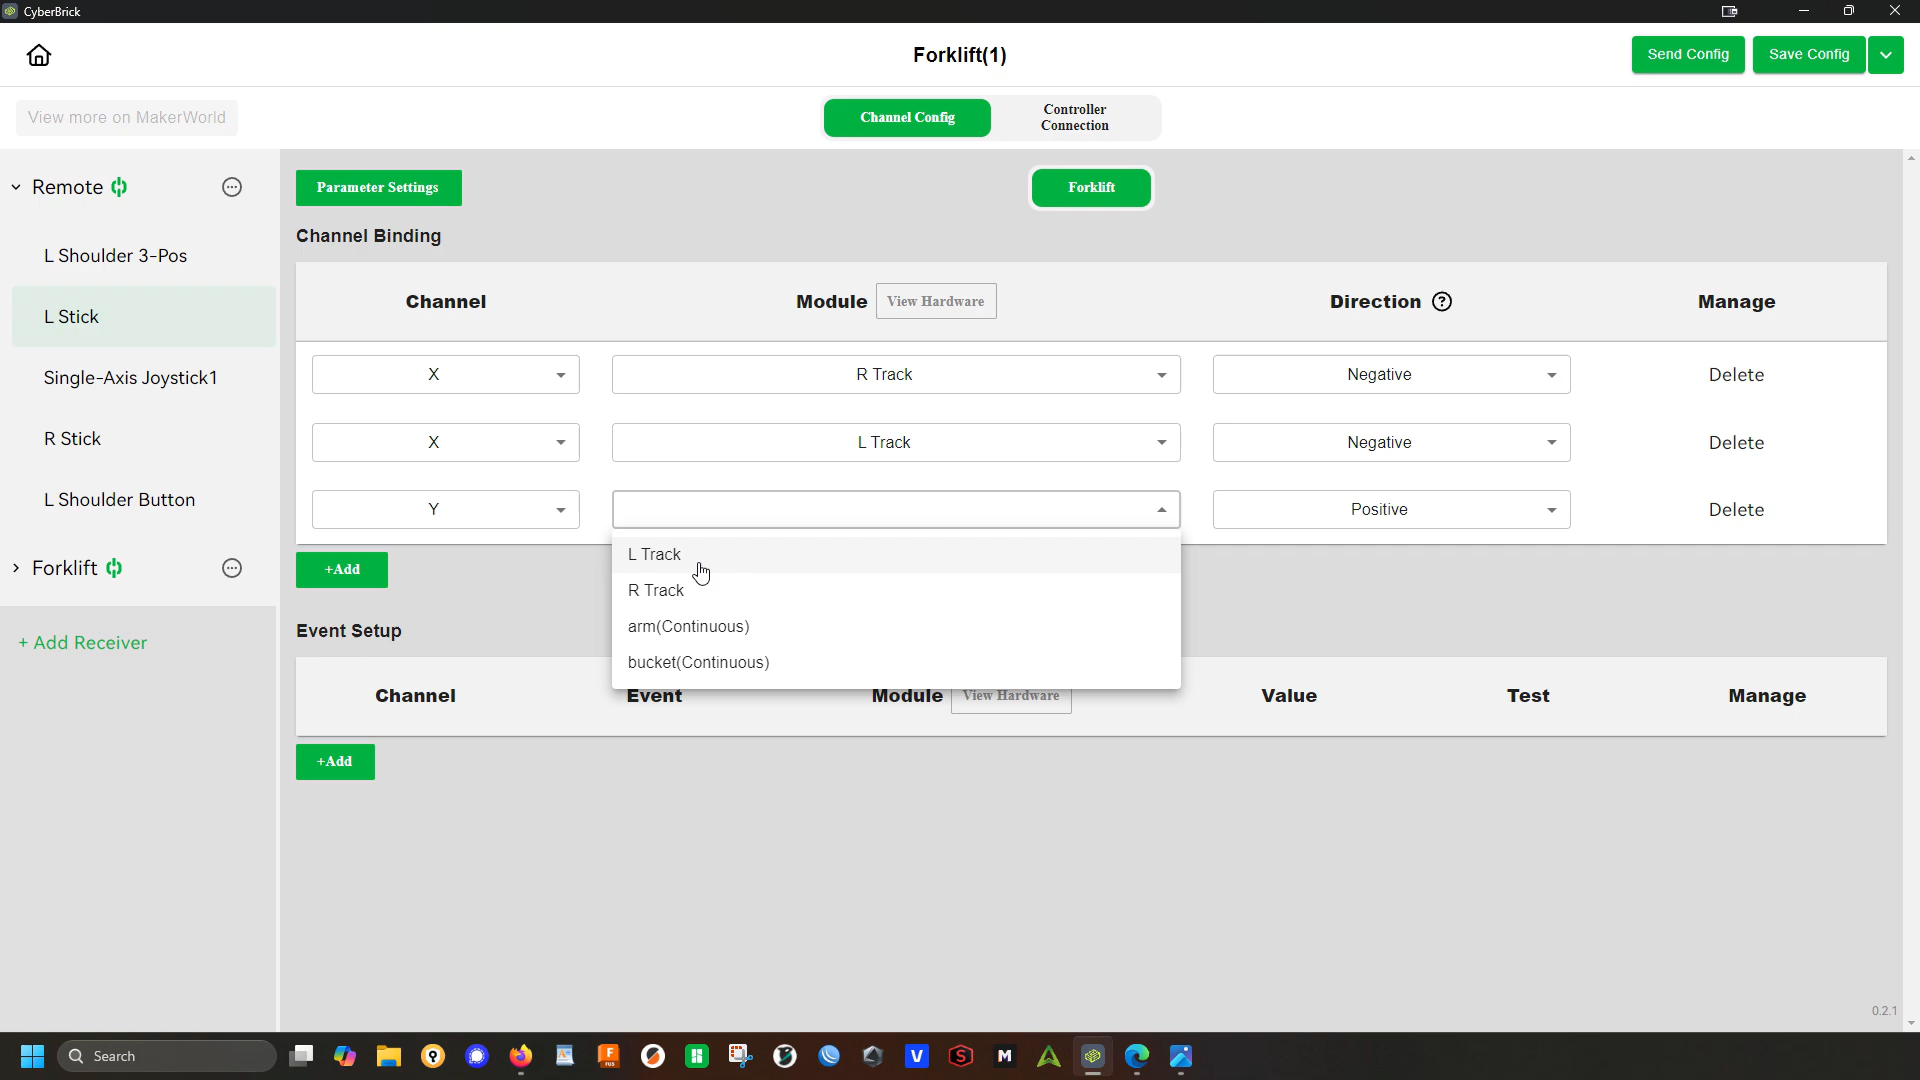 CyberBrick
Forklift(1)
Send Config
Save Config
View more on MakerWorld
Channel Config
Controller
Connection
Remote
L Shoulder 3-Pos
L Stick
Single-Axis Joystick1
R Stick
L Shoulder Button
Forklift
+ Add Receiver
Parameter Settings
Forklift
Channel Binding
Channel
Module
View Hardware
Direction ?
Manage
X
R Track
Negative
Delete
X
L Track
Negative
Delete
Y
Positive
Delete
L Track
R Track
arm(Continuous)
bucket(Continuous)
+Add
Event Setup
Channel
Event
Module
View Hardware
Value
Test
Manage
+Add
0.2.1
Search
FUS
V
S
M